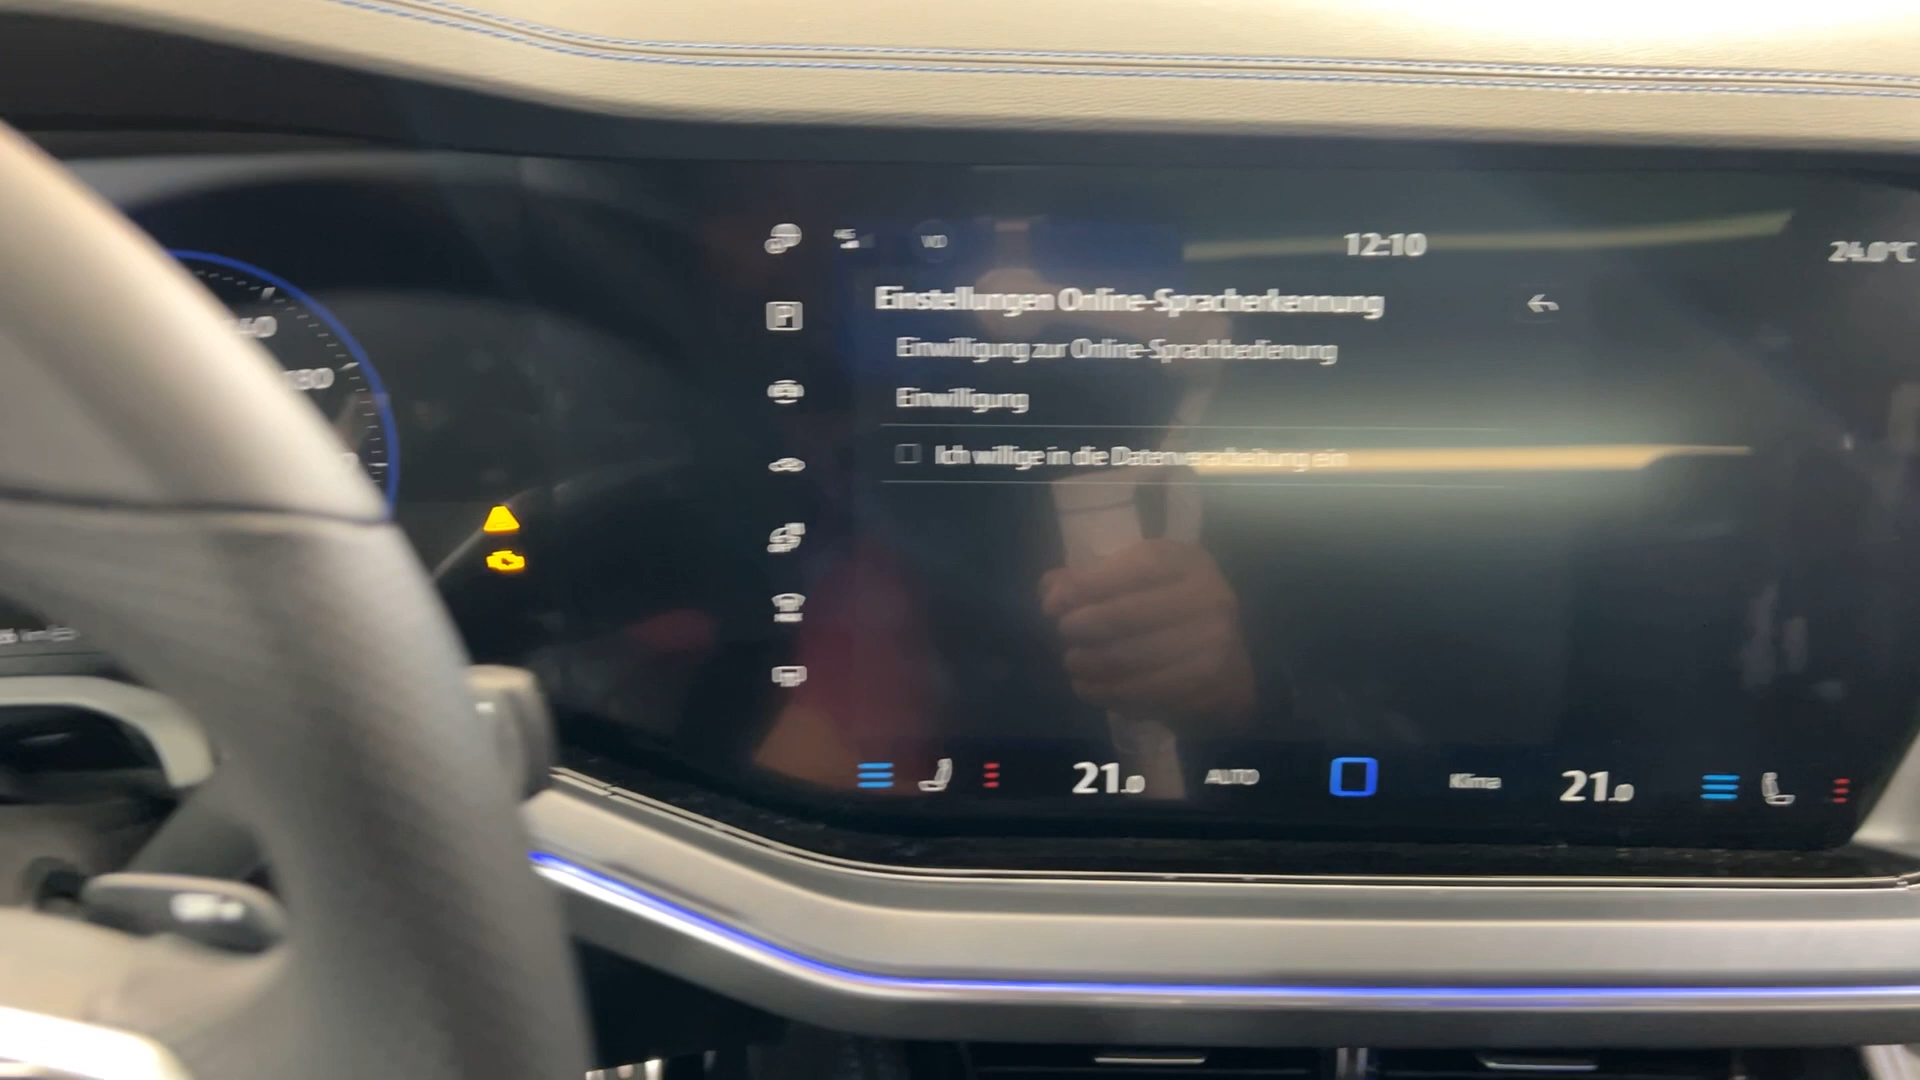 12:10
24.0°C
Einstellungen Online-Spracherkennung
Einwilligung zur Online-Sprachbedienung
Einwilligung
Ich willige in die Datenverarbeitung ein
21.0
AUTO
Klima
21.0